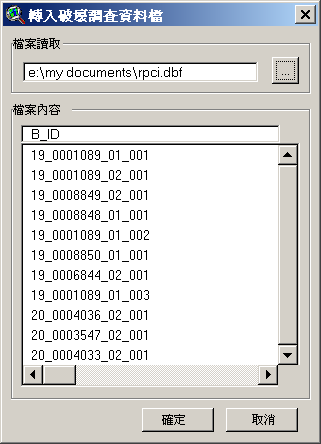 轉入破壞調查資料檔
檔案讀取
e:\my documents\rpci.dbf
...
檔案內容
B_ID
19_0001089_01_001
19_0001089_02_001
19_0008849_02_001
19_0008848_01_001
19_0001089_01_002
19_0008850_01_001
19_0006844_02_001
19_0001089_01_003
20_0004036_02_001
20_0003547_02_001
20_0004033_02_001
確定
取消